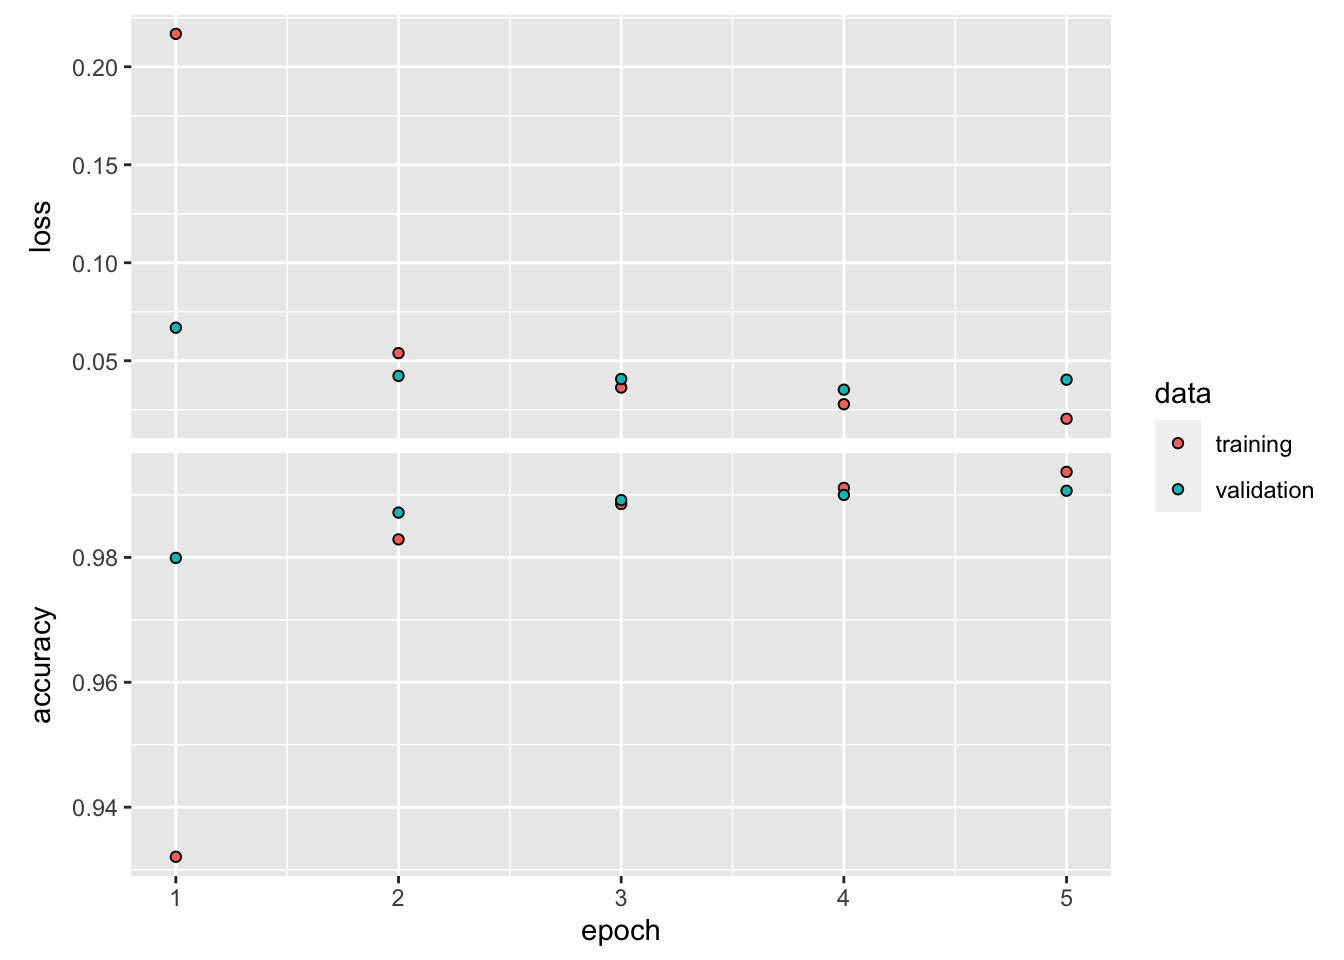 0.20
0.15
0.10
0.05
loss
0.98
0.96
0.94
accuracy
1 2 3 4 5
epoch
data
training
validation